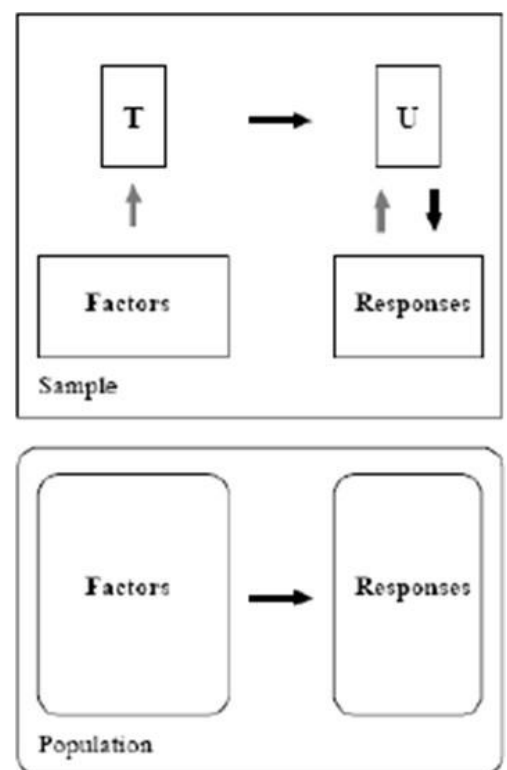 T
U
Factors
Responses
Sample
Factors
Responses
Population